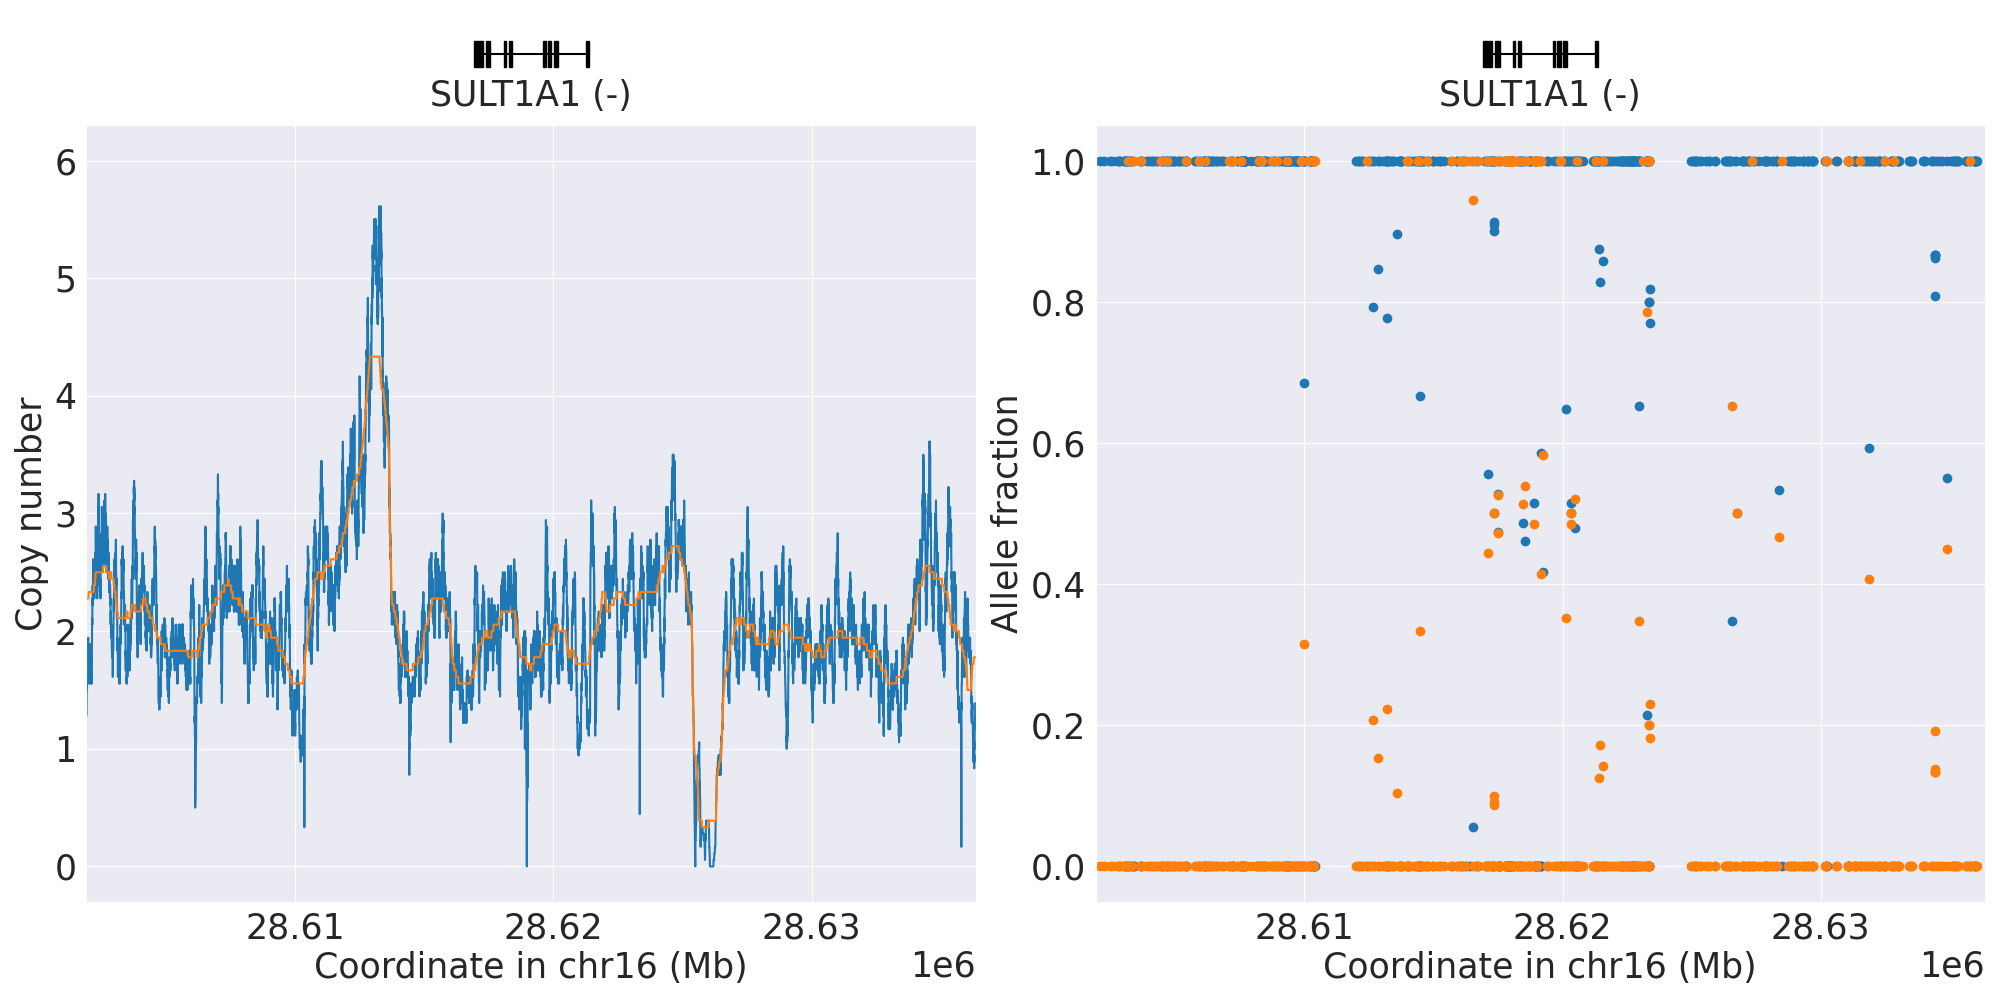 SULT1A1 (-)
6
5
4
3
2
1
0
Copy number
28.61
28.62
28.63
Coordinate in chr16 (Mb)
1e6
SULT1A1 (-)
1.0
0.8
0.6
0.4
0.2
0.0
Allele fraction
28.61
28.62
28.63
Coordinate in chr16 (Mb)
1e6